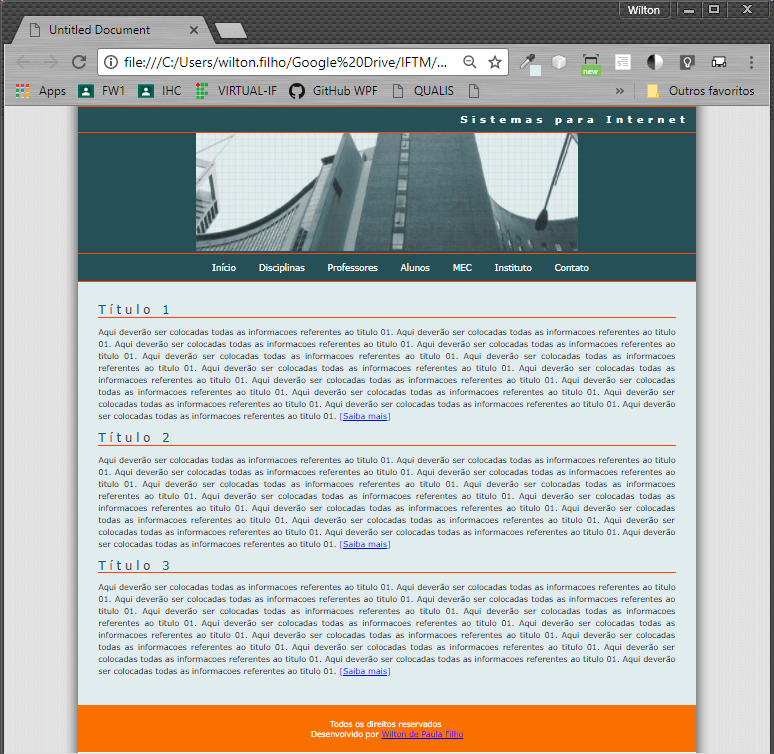 Wilton
Untitled Document
file:///C:/Users/wilton.filho/Google%20Drive/IFTM/...
new
Apps FW1 IHC VIRTUAL-IF GitHub WPF QUALIS » Outros favoritos
Sistemas para Internet
Início Disciplinas Professores Alunos MEC Instituto Contato
Título 1
Aqui deverão ser colocadas todas as informacoes referentes ao titulo 01. Aqui deverão ser colocadas todas as informacoes referentes ao titulo
01. Aqui deverão ser colocadas todas as informacoes referentes ao titulo 01. Aqui deverão ser colocadas todas as informacoes referentes ao
titulo 01. Aqui deverão ser colocadas todas as informacoes referentes ao titulo 01. Aqui deverão ser colocadas todas as informacoes
referentes ao titulo 01. Aqui deverão ser colocadas todas as informacoes referentes ao titulo 01. Aqui deverão ser colocadas todas as
informacoes referentes ao titulo 01. Aqui deverão ser colocadas todas as informacoes referentes ao titulo 01. Aqui deverão ser colocadas
todas as informacoes referentes ao titulo 01. Aqui deverão ser colocadas todas as informacoes referentes ao titulo 01. Aqui deverão ser
colocadas todas as informacoes referentes ao titulo 01. Aqui deverão ser colocadas todas as informacoes referentes ao titulo 01. Aqui deverão
ser colocadas todas as informacoes referentes ao titulo 01. [Saiba mais]
Título 2
Aqui deverão ser colocadas todas as informacoes referentes ao titulo 01. Aqui deverão ser colocadas todas as informacoes referentes ao titulo
01. Aqui deverão ser colocadas todas as informacoes referentes ao titulo 01. Aqui deverão ser colocadas todas as informacoes referentes ao
titulo 01. Aqui deverão ser colocadas todas as informacoes referentes ao titulo 01. Aqui deverão ser colocadas todas as informacoes
referentes ao titulo 01. Aqui deverão ser colocadas todas as informacoes referentes ao titulo 01. Aqui deverão ser colocadas todas as
informacoes referentes ao titulo 01. Aqui deverão ser colocadas todas as informacoes referentes ao titulo 01. Aqui deverão ser colocadas
todas as informacoes referentes ao titulo 01. Aqui deverão ser colocadas todas as informacoes referentes ao titulo 01. Aqui deverão ser
colocadas todas as informacoes referentes ao titulo 01. Aqui deverão ser colocadas todas as informacoes referentes ao titulo 01. Aqui deverão
ser colocadas todas as informacoes referentes ao titulo 01. [Saiba mais]
Título 3
Aqui deverão ser colocadas todas as informacoes referentes ao titulo 01. Aqui deverão ser colocadas todas as informacoes referentes ao titulo
01. Aqui deverão ser colocadas todas as informacoes referentes ao titulo 01. Aqui deverão ser colocadas todas as informacoes referentes ao
titulo 01. Aqui deverão ser colocadas todas as informacoes referentes ao titulo 01. Aqui deverão ser colocadas todas as informacoes
referentes ao titulo 01. Aqui deverão ser colocadas todas as informacoes referentes ao titulo 01. Aqui deverão ser colocadas todas as
informacoes referentes ao titulo 01. Aqui deverão ser colocadas todas as informacoes referentes ao titulo 01. Aqui deverão ser colocadas
todas as informacoes referentes ao titulo 01. Aqui deverão ser colocadas todas as informacoes referentes ao titulo 01. Aqui deverão ser
colocadas todas as informacoes referentes ao titulo 01. Aqui deverão ser colocadas todas as informacoes referentes ao titulo 01. Aqui deverão
ser colocadas todas as informacoes referentes ao titulo 01. [Saiba mais]
Todos os direitos reservados
Desenvolvido por Wilton de Paula Filho